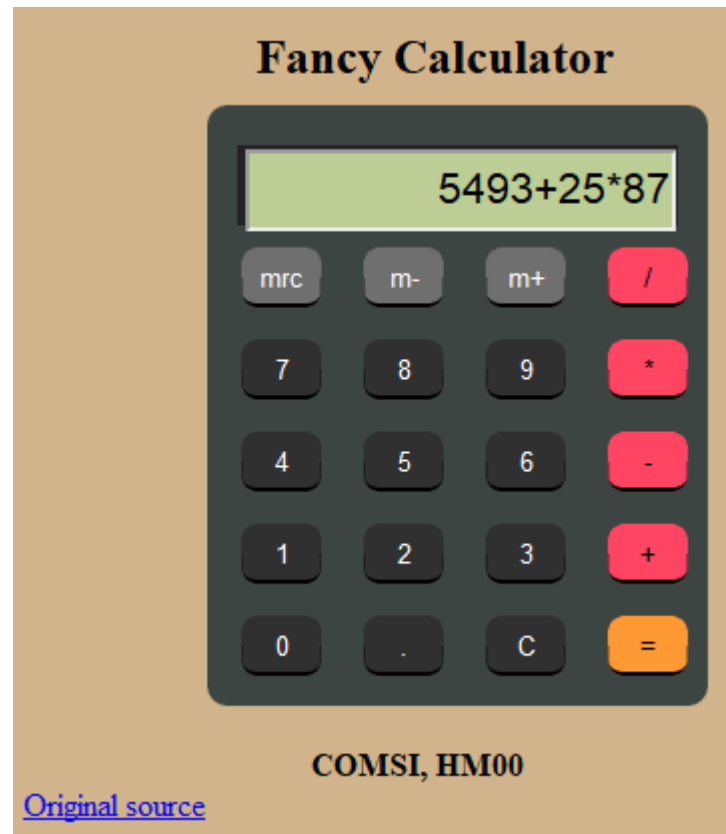 Fancy Calculator
5493+25*87
mrc m- m+ /
7 8 9 *
4 5 6 -
1 2 3 +
0 . C =
COMSI, HM00
Original source